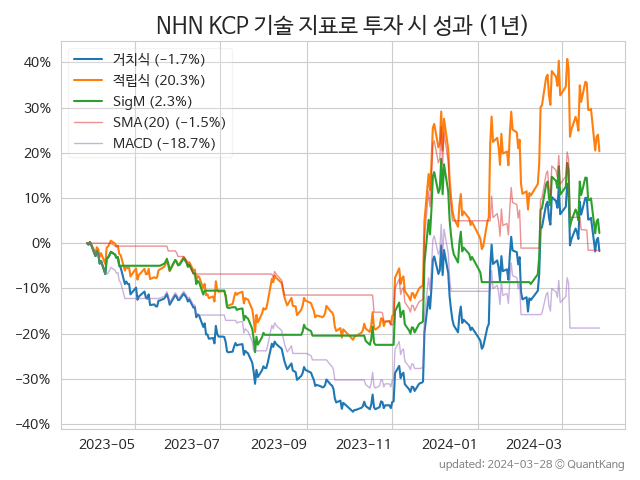 NHN KCP 기술 지표로 투자 시 성과 (1년)
거치식 (−1.7%)
적립식 (20.3%)
SigM (2.3%)
SMA(20) (−1.5%)
MACD (−18.7%)
40%
30%
20%
10%
0%
−10%
−20%
−30%
−40%
2023-05 2023-07 2023-09 2023-11 2024-01 2024-03
updated: 2024-03-28 © QuantKang